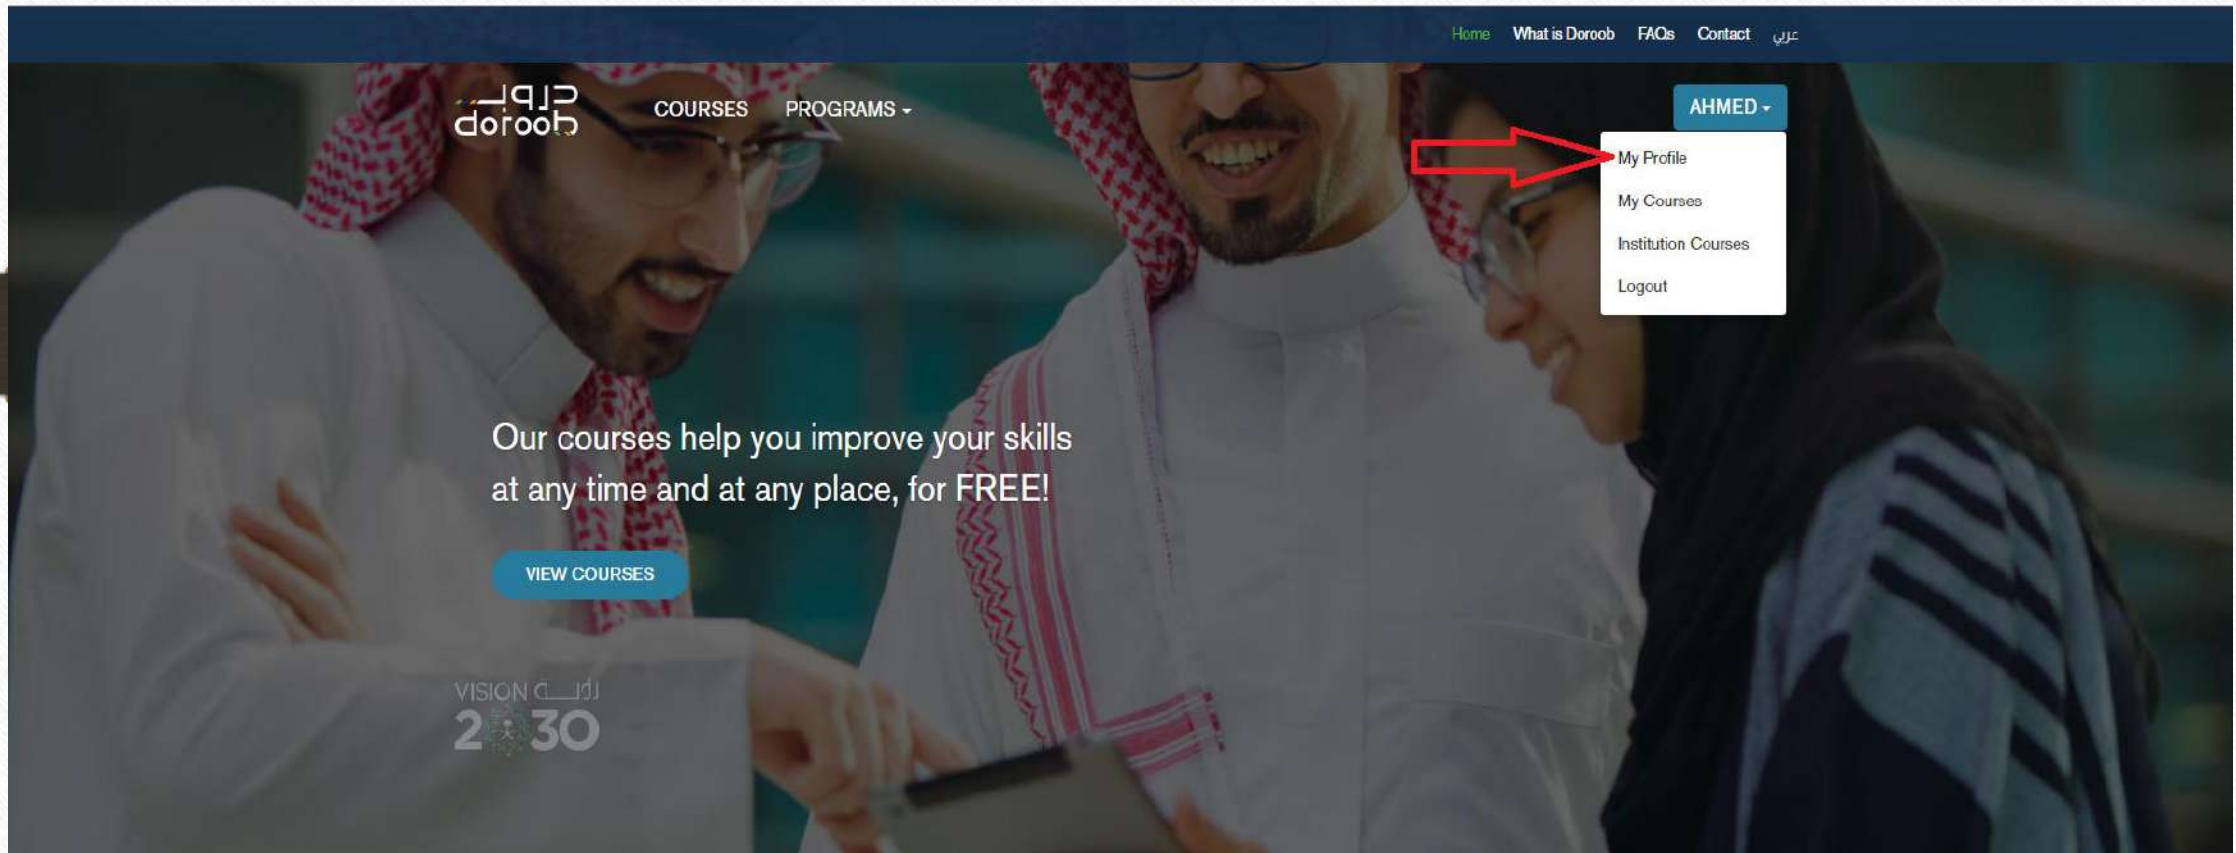 Home What is Doroob FAQs Contact عربي
دروب
doroob
COURSES PROGRAMS
AHMED
My Profile
My Courses
Institution Courses
Logout
Our courses help you improve your skills
at any time and at any place, for FREE!
VIEW COURSES
VISION رؤيــة
2030